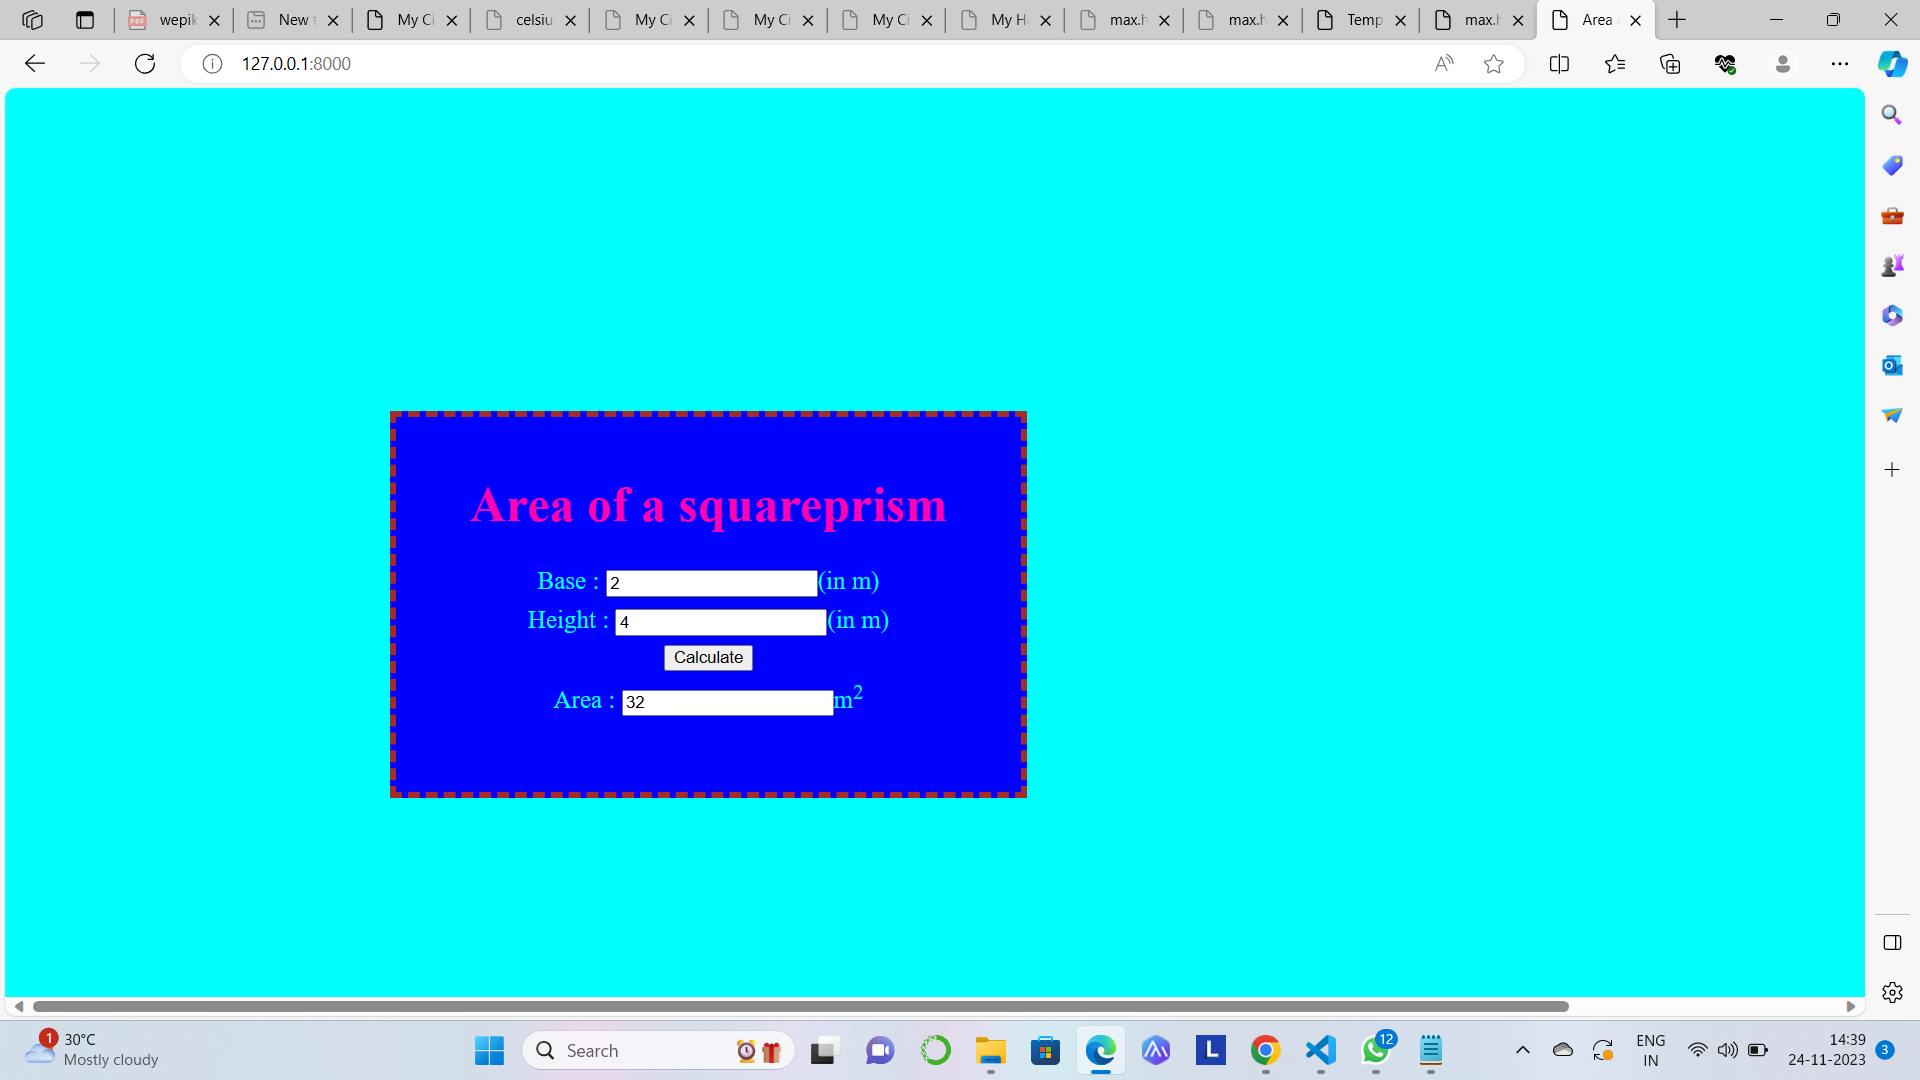 wepik
New t
My Ci
celsiu
My Ci
My Ci
My Ci
My H
max.h
max.h
Temp
max.h
Area
127.0.0.1:8000
Area of a squareprism
Base : 2 (in m)
Height : 4 (in m)
Calculate
Area : 32 m2
1
30°C
Mostly cloudy
Search
L
12
ENG
IN
14:39
24-11-2023
3